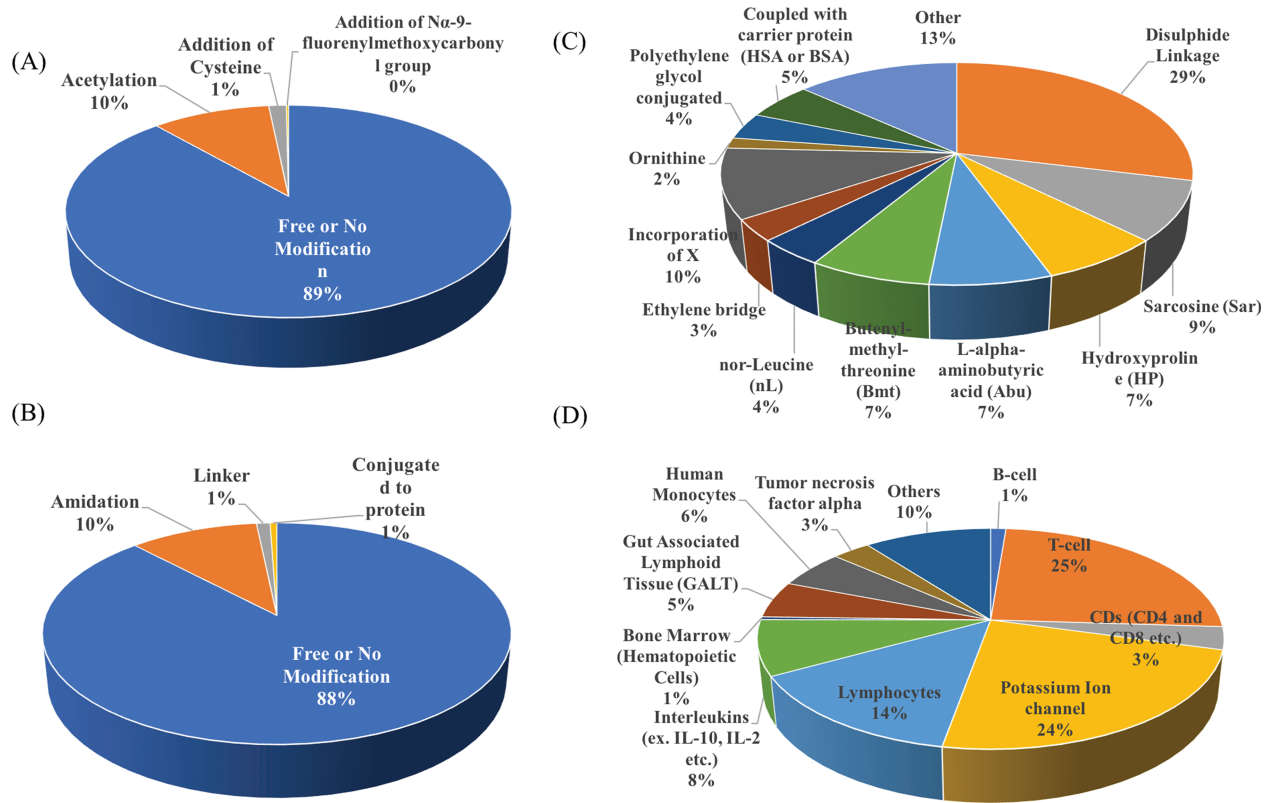 (A)
Addition of Nα-9-
fluorenylmethoxycarbony
l group
0%
Addition of
Cysteine
1%
Acetylation
10%
Free or No
Modificatio
n
89%
(B)
Conjugate
d to
protein
1%
Linker
1%
Amidation
10%
Free or No
Modification
88%
(C)
Coupled with
carrier protein
(HSA or BSA)
5%
Other
13%
Disulphide
Linkage
29%
Polyethylene
glycol
conjugated
4%
Ornithine
2%
Incorporation
of X
10%
Ethylene bridge
3%
nor-Leucine
(nL)
4%
Butenyl-
methyl-
threonine
(Bmt)
7%
L-alpha-
aminobutyric
acid (Abu)
7%
Hydroxyprolin
e (HP)
7%
Sarcosine (Sar)
9%
(D)
Human
Monocytes
6%
Tumor necrosis
factor alpha
3%
Others
10%
B-cell
1%
T-cell
25%
CDs (CD4 and
CD8 etc.)
3%
Potassium Ion
channel
24%
Lymphocytes
14%
Gut Associated
Lymphoid
Tissue (GALT)
5%
Bone Marrow
(Hematopoietic
Cells)
1%
Interleukins
(ex. IL-10, IL-2
etc.)
8%